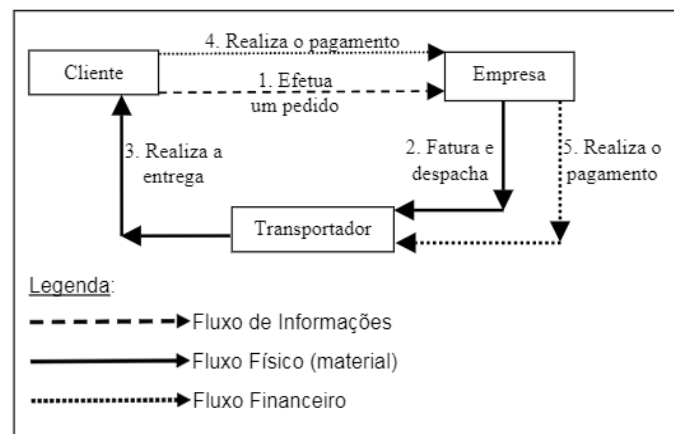 4. Realiza o pagamento
Cliente
Empresa
1. Efetua
um pedido
3. Realiza a
entrega
2. Fatura e
despacha
5. Realiza o
pagamento
Transportador
Legenda:
Fluxo de Informações
Fluxo Físico (material)
Fluxo Financeiro